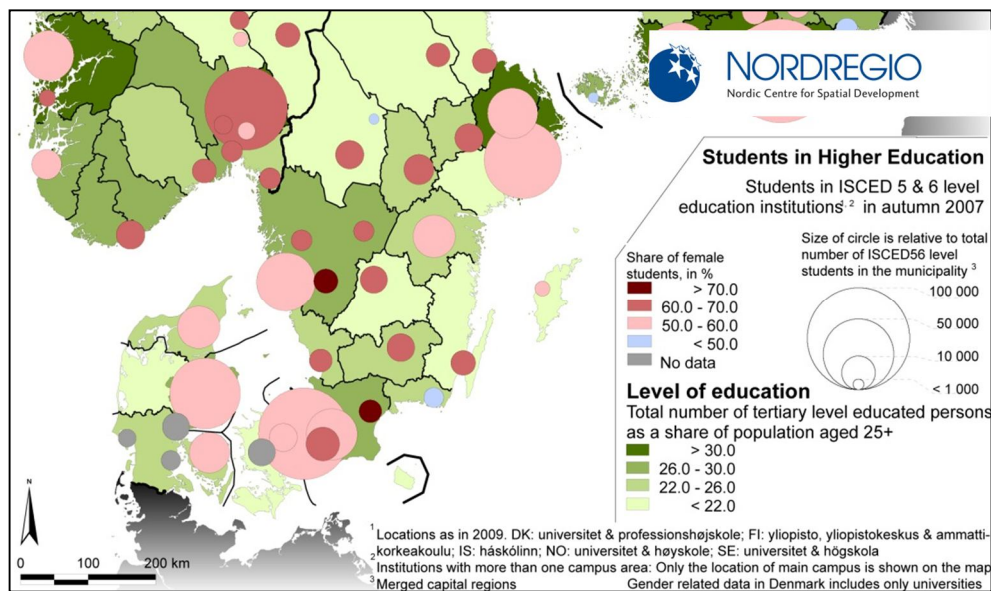 NORDREGIO
Nordic Centre for Spatial Development
Students in Higher Education
Students in ISCED 5 & 6 level
education institutions¹, ² in autumn 2007
Share of female
students, in %
> 70.0
60.0 - 70.0
50.0 - 60.0
< 50.0
No data
Size of circle is relative to total
number of ISCED56 level
students in the municipality ³
100 000
50 000
10 000
< 1 000
Level of education
Total number of tertiary level educated persons
as a share of population aged 25+
> 30.0
26.0 - 30.0
22.0 - 26.0
< 22.0
N
0 50 100 200 km
¹ Locations as in 2009. DK: universitet & professionshøjskole; FI: yliopisto, yliopistokeskus & ammatti-
korkeakoulu; IS: háskólinn; NO: universitet & høyskole; SE: universitet & högskola
² Institutions with more than one campus area: Only the location of main campus is shown on the map
³ Merged capital regions Gender related data in Denmark includes only universities